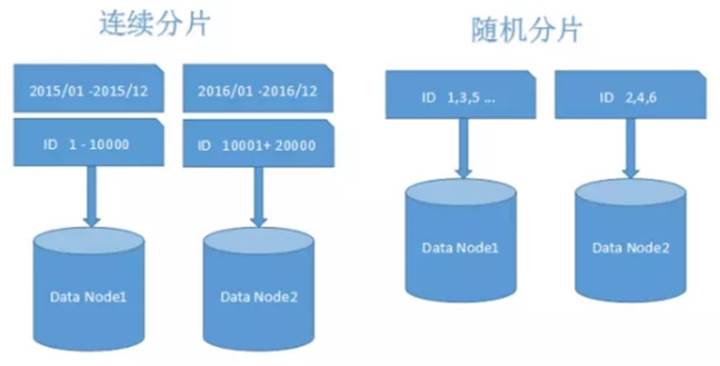 连续分片
2015/01 -2015/12
2016/01 -2016/12
ID 1 - 10000
ID 10001+ 20000
Data Node1
Data Node2
随机分片
ID 1,3,5 ...
ID 2,4,6
Data Node1
Data Node2